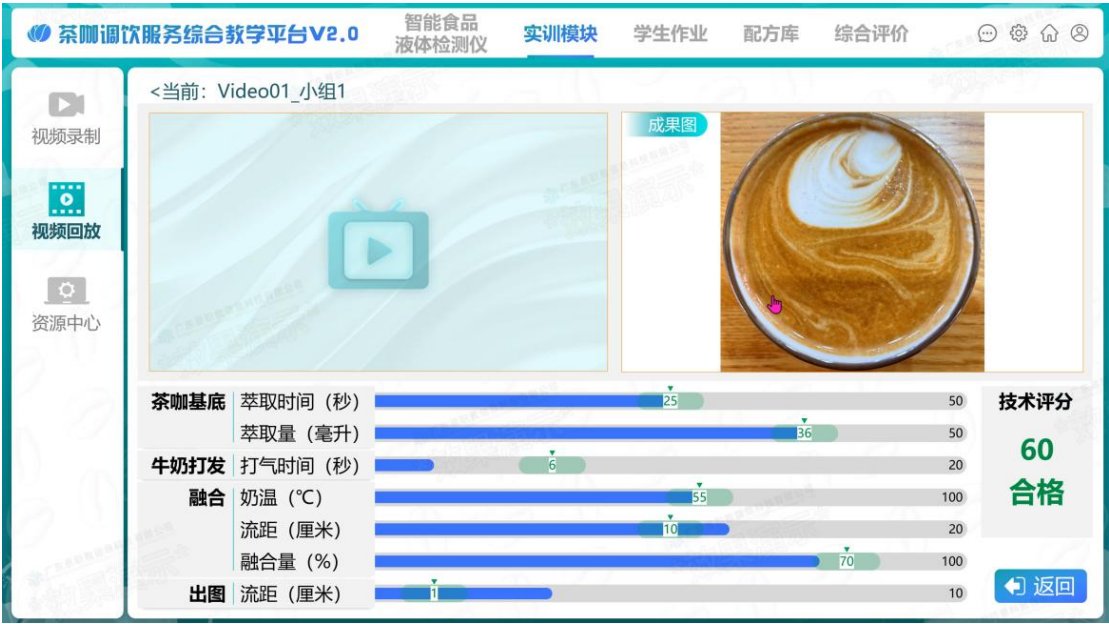 茶咖调饮服务综合教学平台V2.0
智能食品
液体检测仪
实训模块
学生作业
配方库
综合评价
视频录制
视频回放
资源中心
<当前：Video01_小组1
成果图
茶咖基底 萃取时间（秒） 25 50
萃取量（毫升） 36 50
牛奶打发 打气时间（秒） 6 20
融合 奶温（℃） 55 100
流距（厘米） 10 20
融合量（%） 70 100
出图 流距（厘米） 1 10
技术评分
60
合格
返回